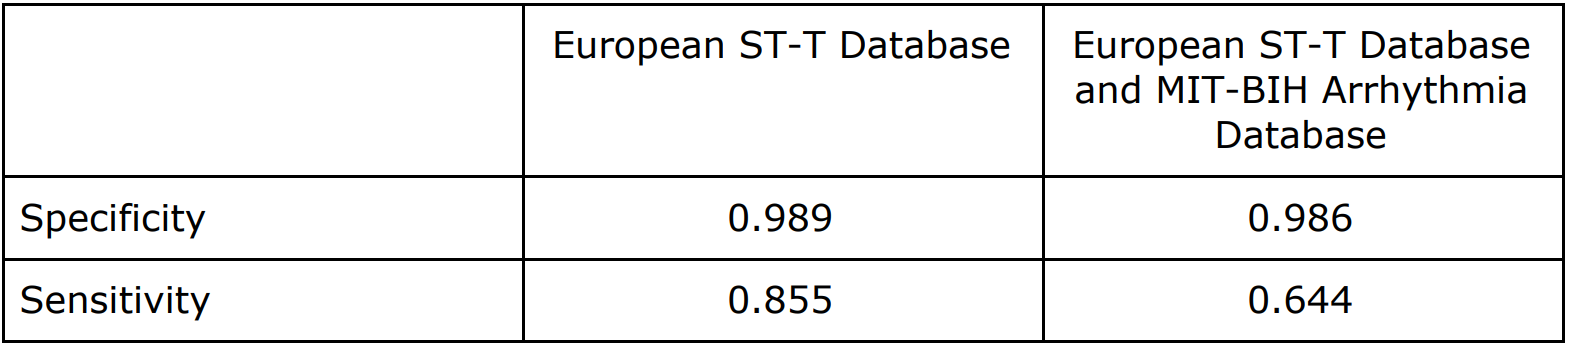 European ST-T Database
European ST-T Database
and MIT-BIH Arrhythmia
Database
Specificity
0.989
0.986
Sensitivity
0.855
0.644